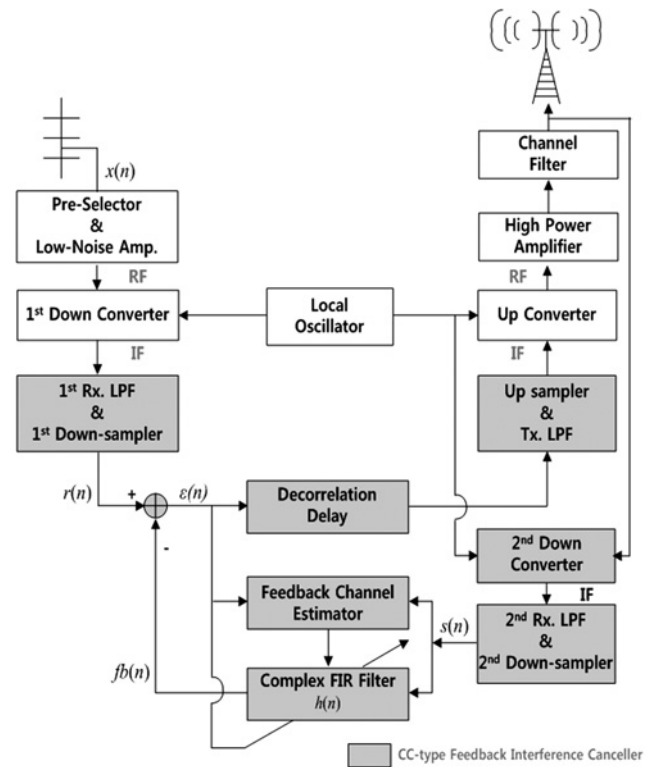 x(n)
Pre-Selector
&
Low-Noise Amp.
RF
1st Down Converter
IF
1st Rx. LPF
&
1st Down-sampler
Local
Oscillator
Channel
Filter
High Power
Amplifier
RF
Up Converter
IF
Up sampler
&
Tx. LPF
r(n)
+
ε(n)
-
Decorrelation
Delay
2nd Down
Converter
IF
Feedback Channel
Estimator
s(n)
2nd Rx. LPF
&
2nd Down-sampler
fb(n)
Complex FIR Filter
h(n)
CC-type Feedback Interference Canceller